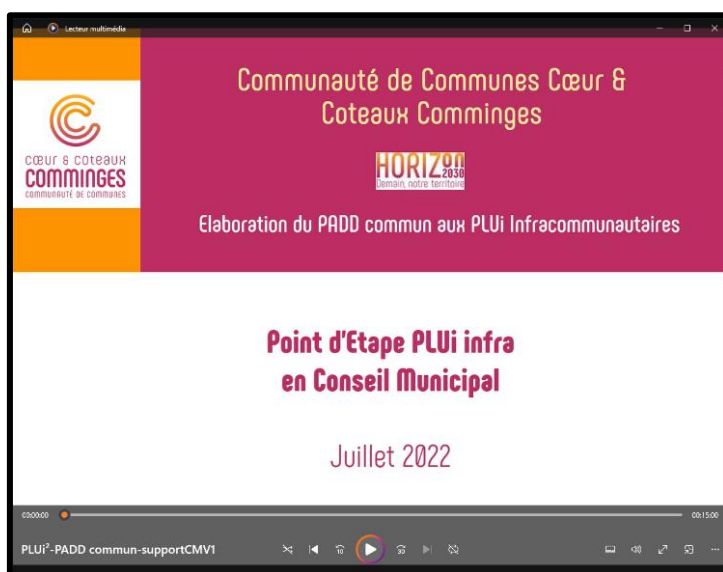 Lecteur multimédia
Communauté de Communes Cœur &
Coteaux Comminges
cœur & coteaux
COMMINGES
COMMUNAUTÉ DE COMMUNES
HORIZON
2030
Demain, notre territoire
Elaboration du PADD commun aux PLUi Infracommunautaires
Point d'Etape PLUi infra
en Conseil Municipal
Juillet 2022
00:00:00
00:15:00
PLUi²-PADD commun-supportCMV1
10
30